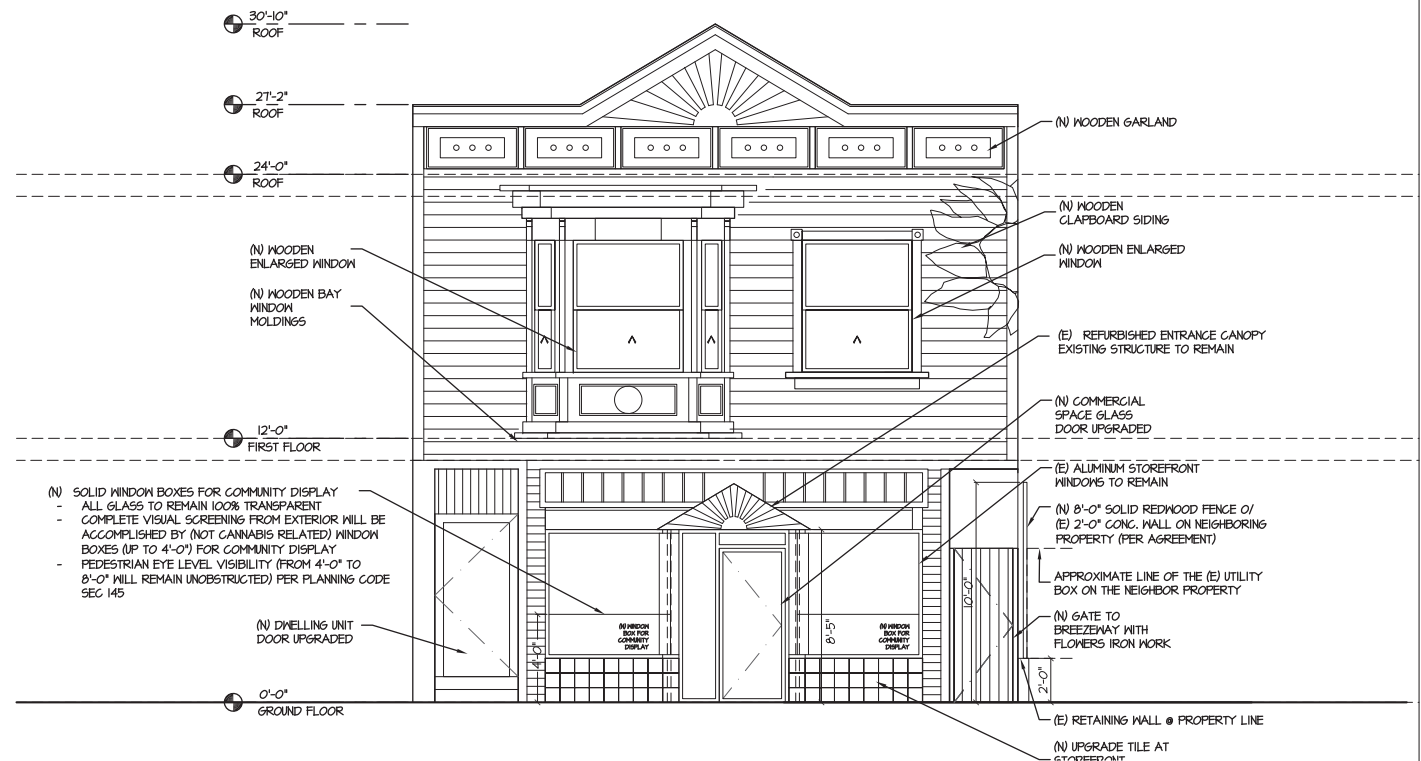 30'-10"
ROOF
27'-2"
ROOF
24'-0"
ROOF
(N) WOODEN
ENLARGED WINDOW
(N) WOODEN BAY
WINDOW
MOLDINGS
12'-0"
FIRST FLOOR
(N) SOLID WINDOW BOXES FOR COMMUNITY DISPLAY
- ALL GLASS TO REMAIN 100% TRANSPARENT
- COMPLETE VISUAL SCREENING FROM EXTERIOR WILL BE
ACCOMPLISHED BY (NOT CANNABIS RELATED) WINDOW
BOXES (UP TO 4'-0") FOR COMMUNITY DISPLAY
- PEDESTRIAN EYE LEVEL VISIBILITY (FROM 4'-0" TO
8'-0" WILL REMAIN UNOBSTRUCTED) PER PLANNING CODE
SEC 145
(N) DWELLING UNIT
DOOR UPGRADED
0'-0"
GROUND FLOOR
4'-0"
(N) WINDOW
BOX FOR
COMMUNITY
DISPLAY
8'-5"
(N) WINDOW
BOX FOR
COMMUNITY
DISPLAY
10'-0"
2'-0"
(N) WOODEN GARLAND
(N) WOODEN
CLAPBOARD SIDING
(N) WOODEN ENLARGED
WINDOW
(E) REFURBISHED ENTRANCE CANOPY
EXISTING STRUCTURE TO REMAIN
(N) COMMERCIAL
SPACE GLASS
DOOR UPGRADED
(E) ALUMINUM STOREFRONT
WINDOWS TO REMAIN
(N) 8'-0" SOLID REDWOOD FENCE O/
(E) 2'-0" CONC. WALL ON NEIGHBORING
PROPERTY (PER AGREEMENT)
APPROXIMATE LINE OF THE (E) UTILITY
BOX ON THE NEIGHBOR PROPERTY
(N) GATE TO
BREEZEWAY WITH
FLOWERS IRON WORK
(E) RETAINING WALL @ PROPERTY LINE
(N) UPGRADE TILE AT
STOREFRONT